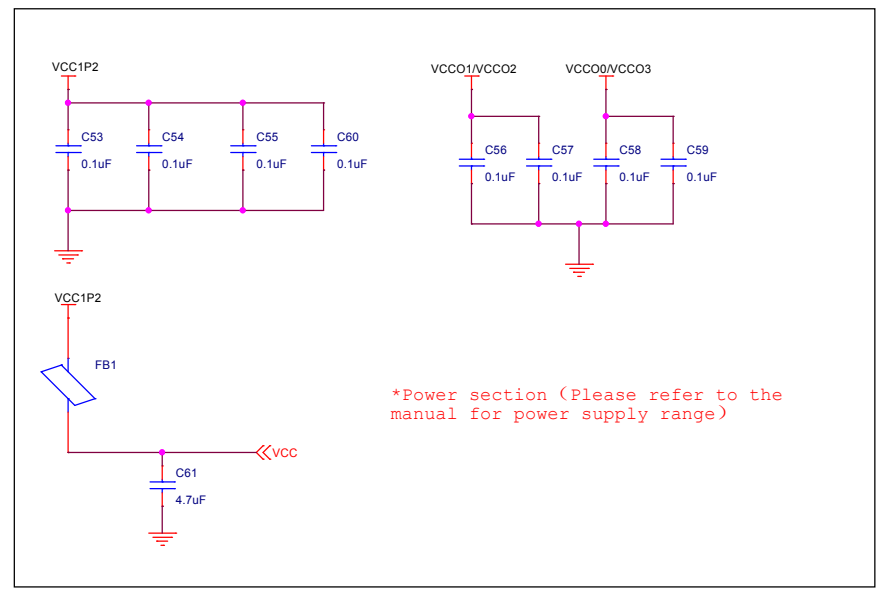 VCC1P2
C53
0.1uF
C54
0.1uF
C55
0.1uF
C60
0.1uF
VCCO1/VCCO2
VCCO0/VCCO3
C56
0.1uF
C57
0.1uF
C58
0.1uF
C59
0.1uF
VCC1P2
FB1
VCC
C61
4.7uF
*Power section（Please refer to the
manual for power supply range）